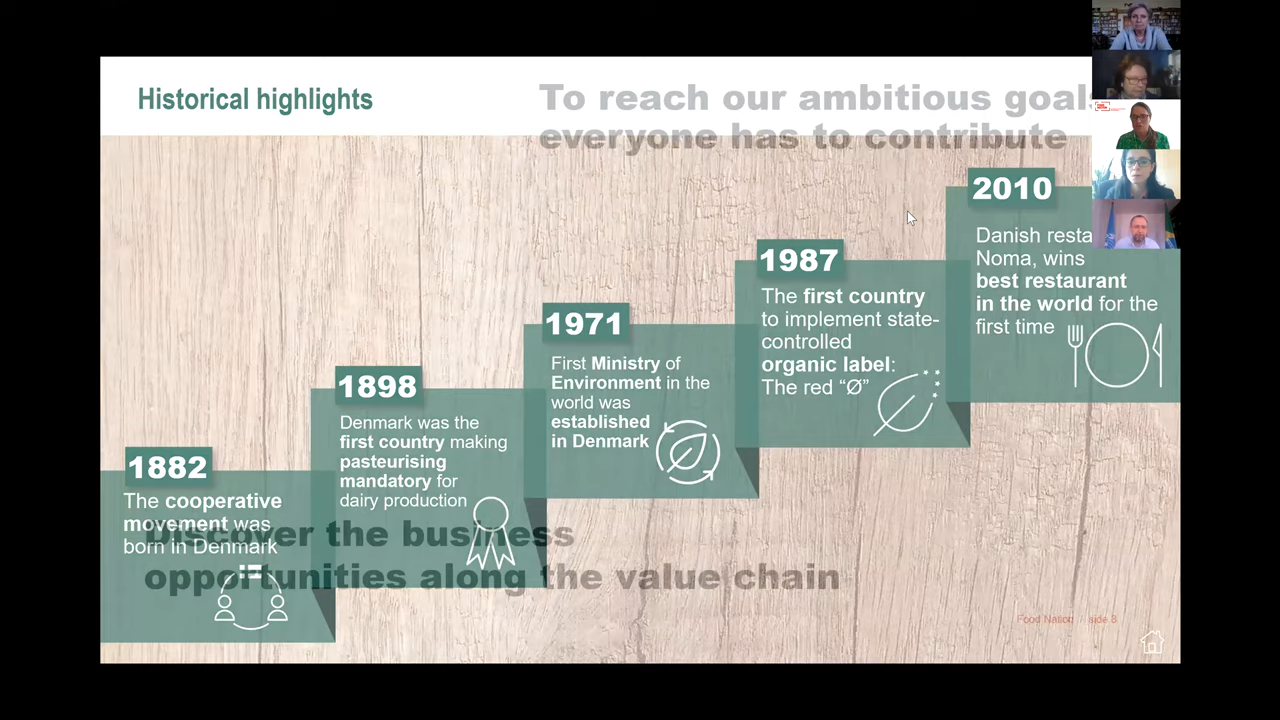 Historical highlights
To reach our ambitious goals
everyone has to contribute
1882
The cooperative
movement was
born in Denmark
1898
Denmark was the
first country making
pasteurising
mandatory for
dairy production
1971
First Ministry of
Environment in the
world was
established
in Denmark
1987
The first country
to implement state-
controlled
organic label:
The red “Ø”
2010
Danish resta
Noma, wins
best restaurant
in the world for the
first time
Discover the business
opportunities along the value chain
Food Nation / side 8